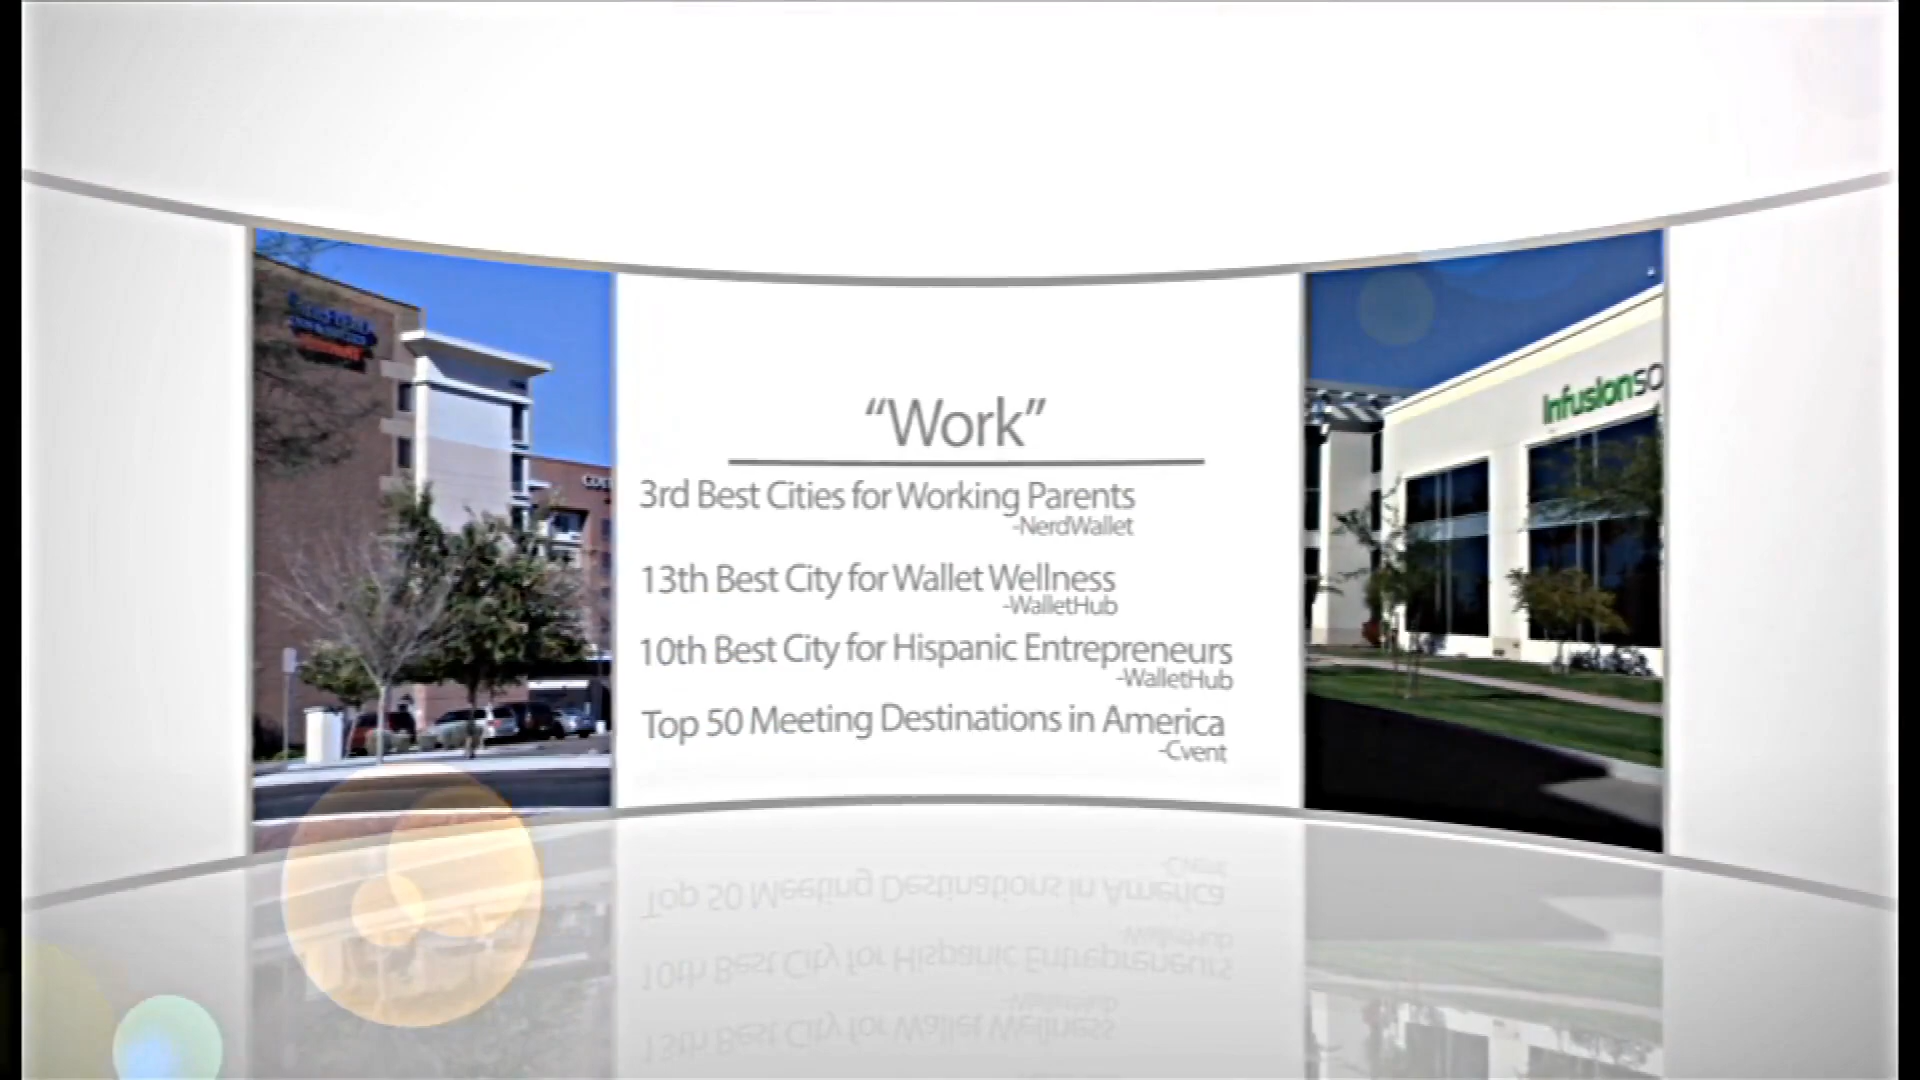 “Work”
3rd Best Cities for Working Parents
-NerdWallet
13th Best City for Wallet Wellness
-WalletHub
10th Best City for Hispanic Entrepreneurs
-WalletHub
Top 50 Meeting Destinations in America
-Cvent
Infusionso